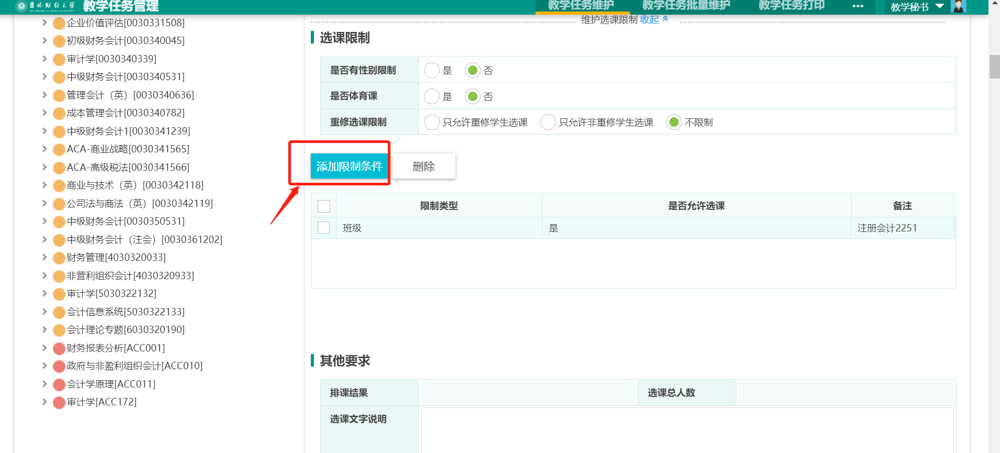 吉林财经大学 教学任务管理
教学任务维护 教学任务批量维护 教学任务打印 ••• 教学秘书
企业价值评估[0030331508]
初级财务会计[0030340045]
审计学[0030340339]
中级财务会计[0030340531]
管理会计（英）[0030340636]
成本管理会计[0030340782]
中级财务会计1[0030341239]
ACA-商业战略[0030341565]
ACA-高级税法[0030341566]
商业与技术（英）[0030342118]
公司法与商法（英）[0030342119]
中级财务会计[0030350531]
中级财务会计（注会）[0030361202]
财务管理[4030320033]
非营利组织会计[4030320933]
审计学[5030322132]
会计信息系统[5030322133]
会计理论专题[6030320190]
财务报表分析[ACC001]
政府与非盈利组织会计[ACC010]
会计学原理[ACC011]
审计学[ACC172]
维护选课限制 收起
选课限制
是否有性别限制 是 否
是否体育课 是 否
重修选课限制 只允许重修学生选课 只允许非重修学生选课 不限制
添加限制条件 删除
限制类型 是否允许选课 备注
班级 是 注册会计2251
其他要求
排课结果 选课总人数
选课文字说明